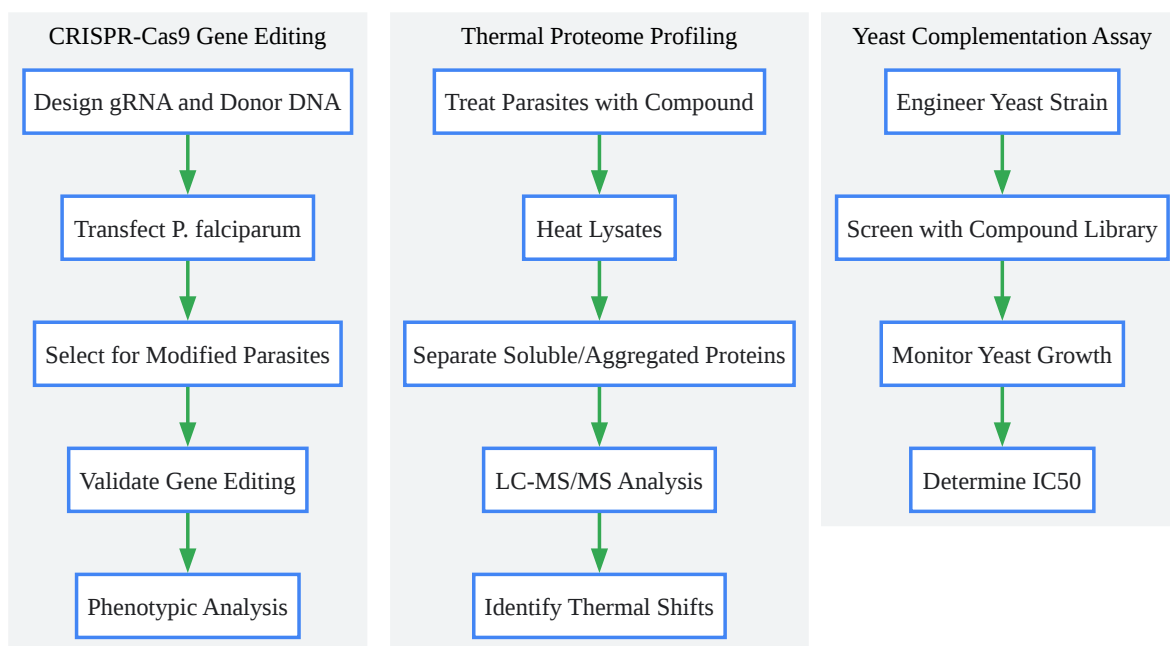 CRISPR-Cas9 Gene Editing
Design gRNA and Donor DNA
Transfect P. falciparum
Select for Modified Parasites
Validate Gene Editing
Phenotypic Analysis
Thermal Proteome Profiling
Treat Parasites with Compound
Heat Lysates
Separate Soluble/Aggregated Proteins
LC-MS/MS Analysis
Identify Thermal Shifts
Yeast Complementation Assay
Engineer Yeast Strain
Screen with Compound Library
Monitor Yeast Growth
Determine IC50